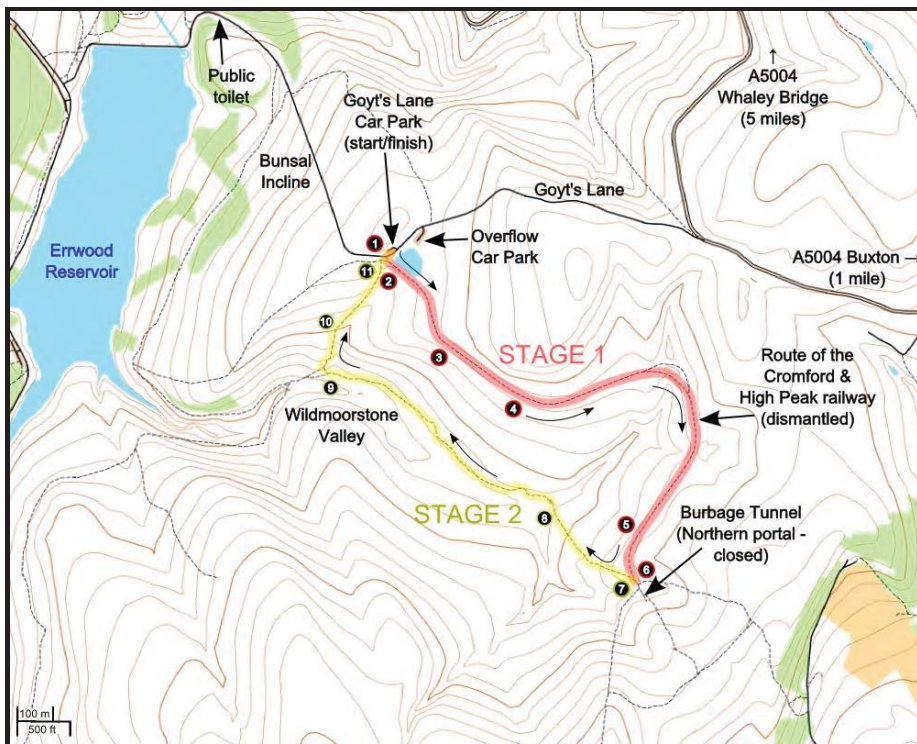 Public
toilet
Goyt's Lane
Car Park
(start/finish)
↑
A5004
Whaley Bridge
(5 miles)
Bunsal
Incline
Goyt's Lane
Errwood
Reservoir
Overflow
Car Park
A5004 Buxton →
(1 mile)
1
11
2
10
3
STAGE 1
Route of the
Cromford &
High Peak railway
(dismantled)
9
4
Wildmoorstone
Valley
STAGE 2
8
5
Burbage Tunnel
(Northern portal -
closed)
6
7
100 m
500 ft